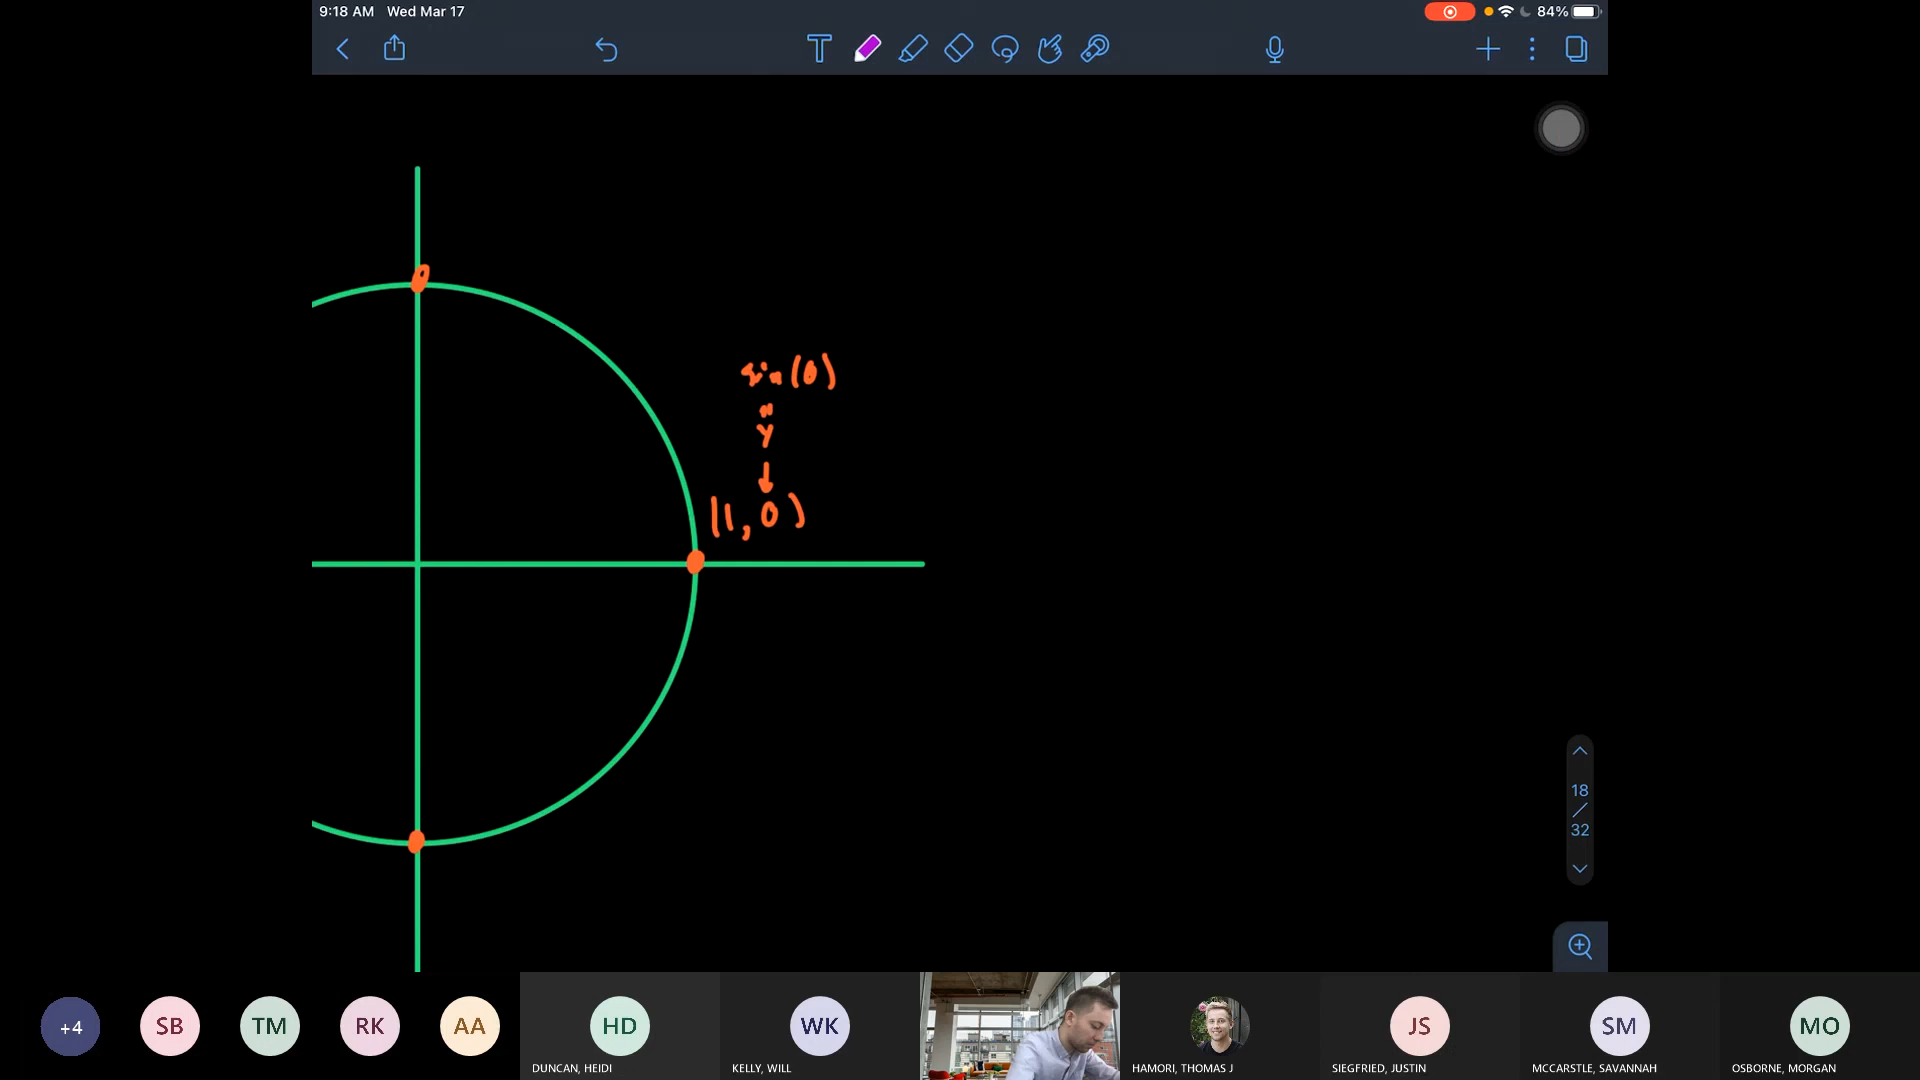 9:18 AM Wed Mar 17
84%
T
sin(0)
"
y
(1, 0)
18
/
32
+4
SB
TM
RK
AA
HD
WK
JS
SM
MO
DUNCAN, HEIDI
KELLY, WILL
HAMORI, THOMAS J
SIEGFRIED, JUSTIN
MCCARSTLE, SAVANNAH
OSBORNE, MORGAN